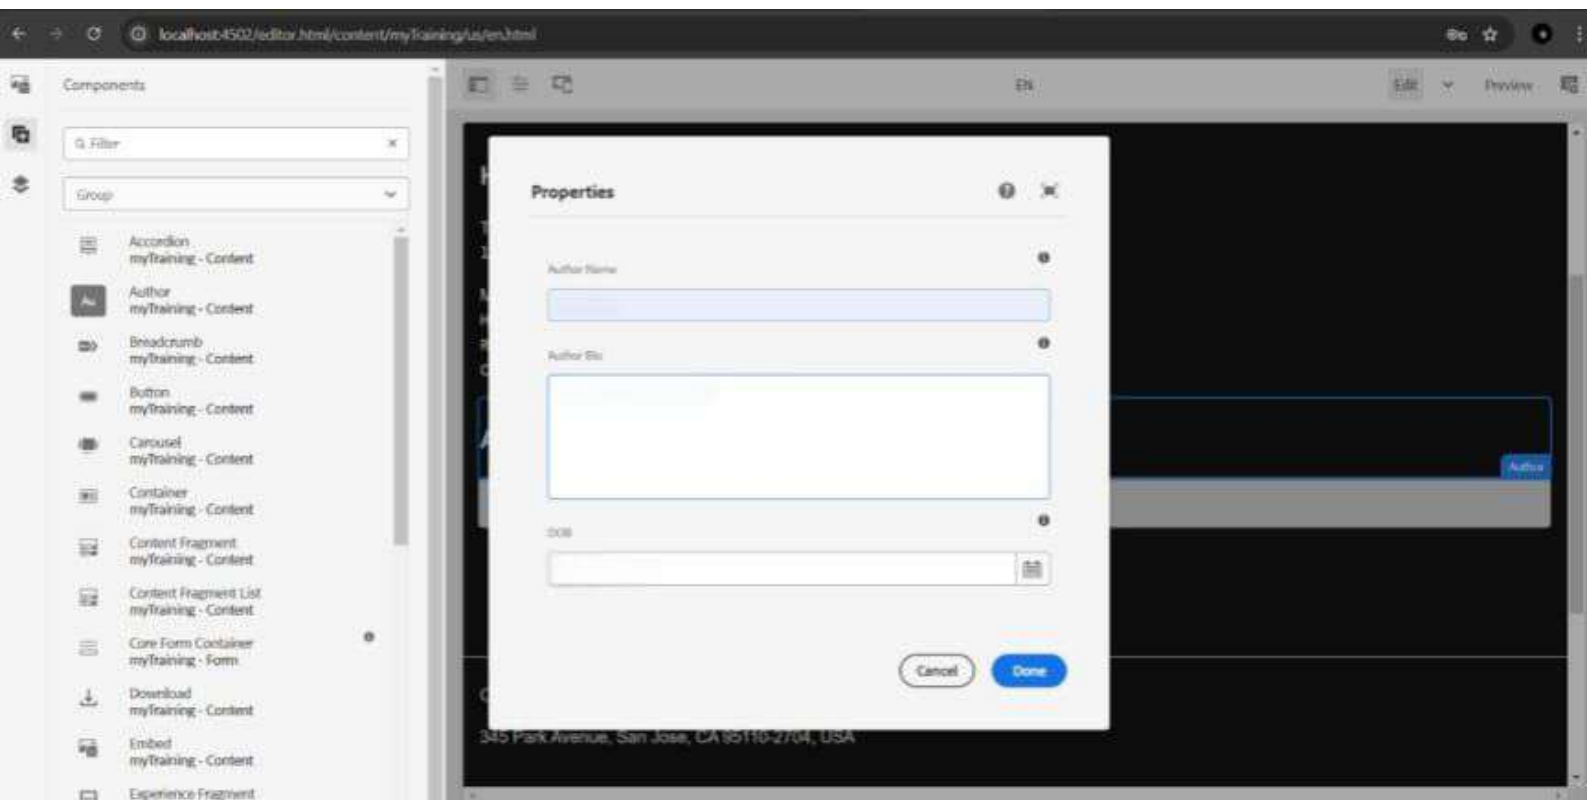 localhost:4502/editor.html/content/myTraining/us/en.html
Components
Filter
Group
Accordion
myTraining - Content
Author
myTraining - Content
Breadcrumb
myTraining - Content
Button
myTraining - Content
Carousel
myTraining - Content
Container
myTraining - Content
Content Fragment
myTraining - Content
Content Fragment List
myTraining - Content
Core Form Container
myTraining - Form
Download
myTraining - Content
Embed
myTraining - Content
Experience Fragment
EN
Edit
Preview
Properties
Author Name
Author Bio
DOB
Cancel
Done
Author
345 Park Avenue, San Jose, CA 95110-2704, USA